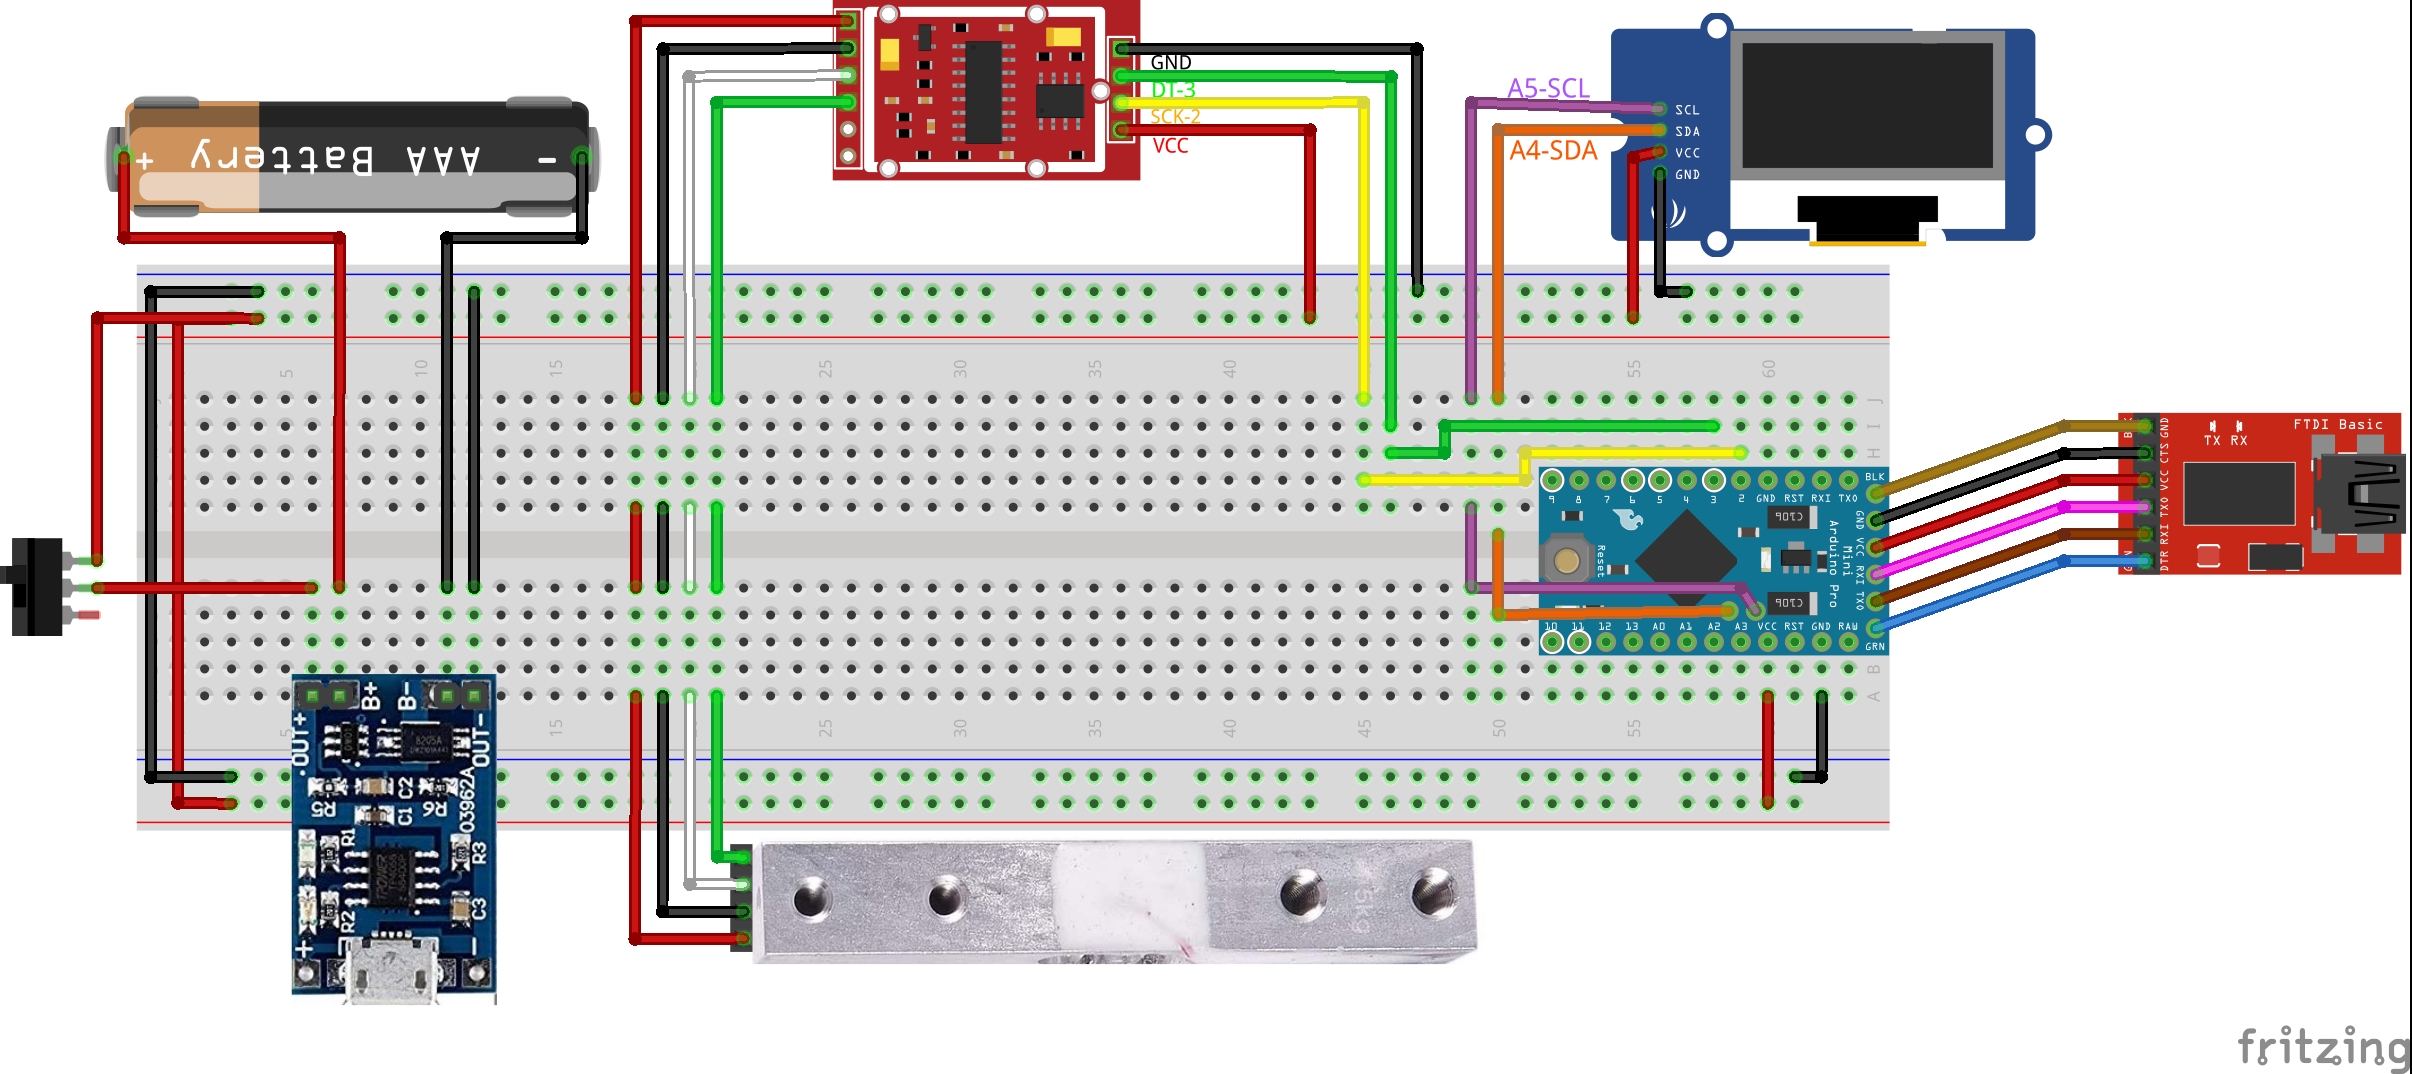 GND
DT-3
SCK-2
VCC
A5-SCL
A4-SDA
SCL
SDA
VCC
GND
+ AAA Battery -
5
10
15
25
30
35
40
55
60
J
I
H
FTDI Basic
TX RX
GND
CTS
VCC
TXO
RXI
DTR
BLK
GND
VCC
RXI
TXO
GRN
9 8 7 6 5 4 3 2 GND RST RXI TXO
Reset
Arduino Pro
Mini
10 11 12 13 A0 A1 A2 A3 VCC RST GND RAW
B
A
5
15
25
30
35
45
50
55
B+
B-
OUT+
OUT-
8205A
03962A
R5
C2
R6
C1
R1
R3
R2
C3
+
-
5kg
fritzing